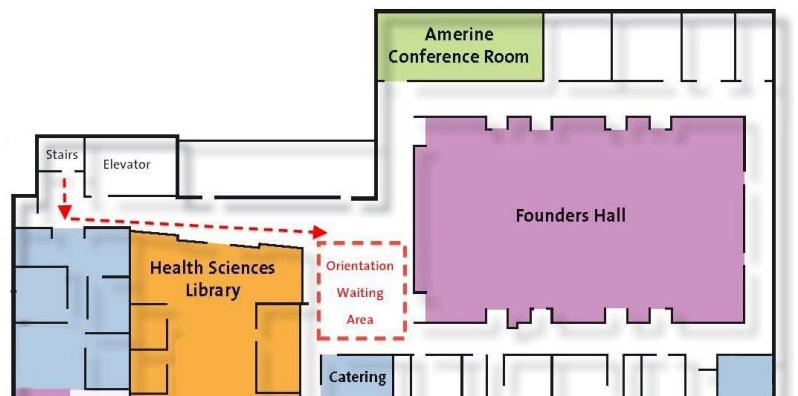 Amerine
Conference Room
Stairs
Elevator
Founders Hall
Health Sciences
Library
Orientation
Waiting
Area
Catering